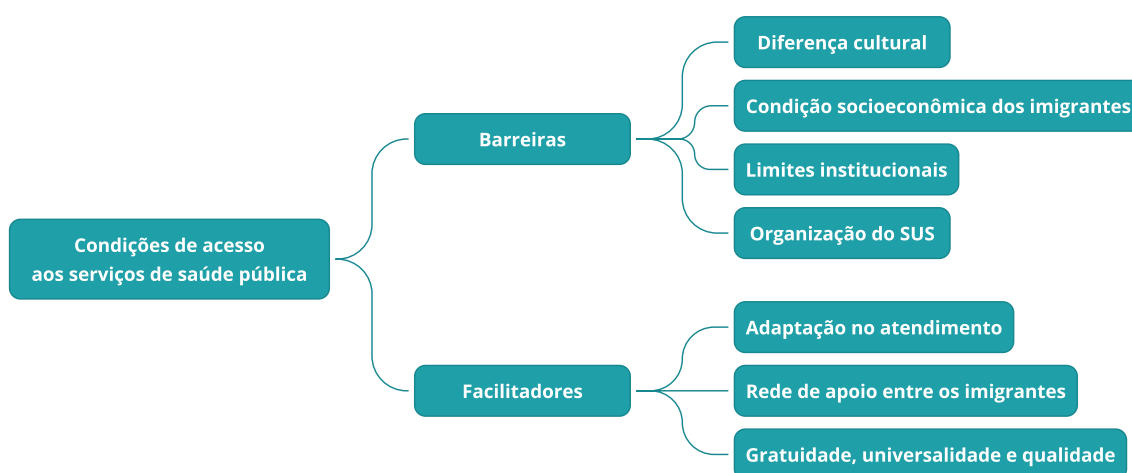 Condições de acesso
aos serviços de saúde pública
Barreiras
Diferença cultural
Condição socioeconômica dos imigrantes
Limites institucionais
Organização do SUS
Facilitadores
Adaptação no atendimento
Rede de apoio entre os imigrantes
Gratuidade, universalidade e qualidade